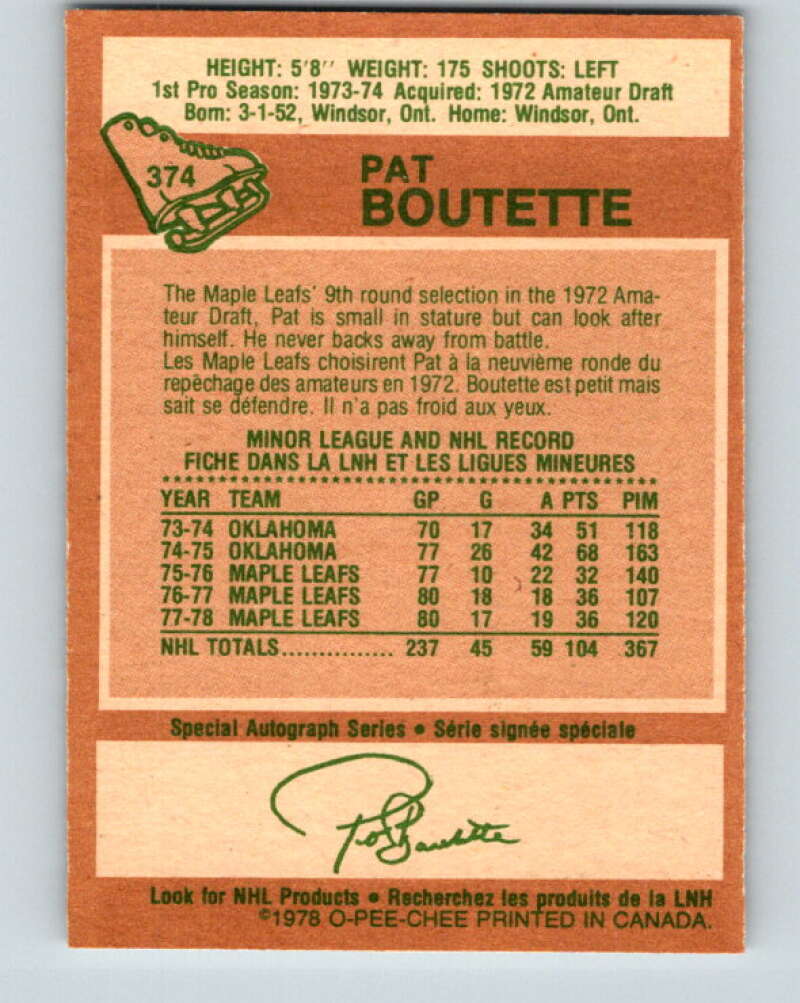 HEIGHT: 5'8'' WEIGHT: 175 SHOOTS: LEFT
1st Pro Season: 1973-74 Acquired: 1972 Amateur Draft
Born: 3-1-52, Windsor, Ont. Home: Windsor, Ont.
374
PAT
BOUTETTE
The Maple Leafs' 9th round selection in the 1972 Ama-
teur Draft, Pat is small in stature but can look after
himself. He never backs away from battle.
Les Maple Leafs choisirent Pat à la neuvième ronde du
repêchage des amateurs en 1972. Boutette est petit mais
sait se défendre. Il n'a pas froid aux yeux.
MINOR LEAGUE AND NHL RECORD
FICHE DANS LA LNH ET LES LIGUES MINEURES
YEAR TEAM GP G A PTS PIM
73-74 OKLAHOMA 70 17 34 51 118
74-75 OKLAHOMA 77 26 42 68 163
75-76 MAPLE LEAFS 77 10 22 32 140
76-77 MAPLE LEAFS 80 18 18 36 107
77-78 MAPLE LEAFS 80 17 19 36 120
NHL TOTALS............... 237 45 59 104 367
Special Autograph Series • Série signée spéciale
Pat Boutette
Look for NHL Products • Recherchez les produits de la LNH
©1978 O-PEE-CHEE PRINTED IN CANADA.